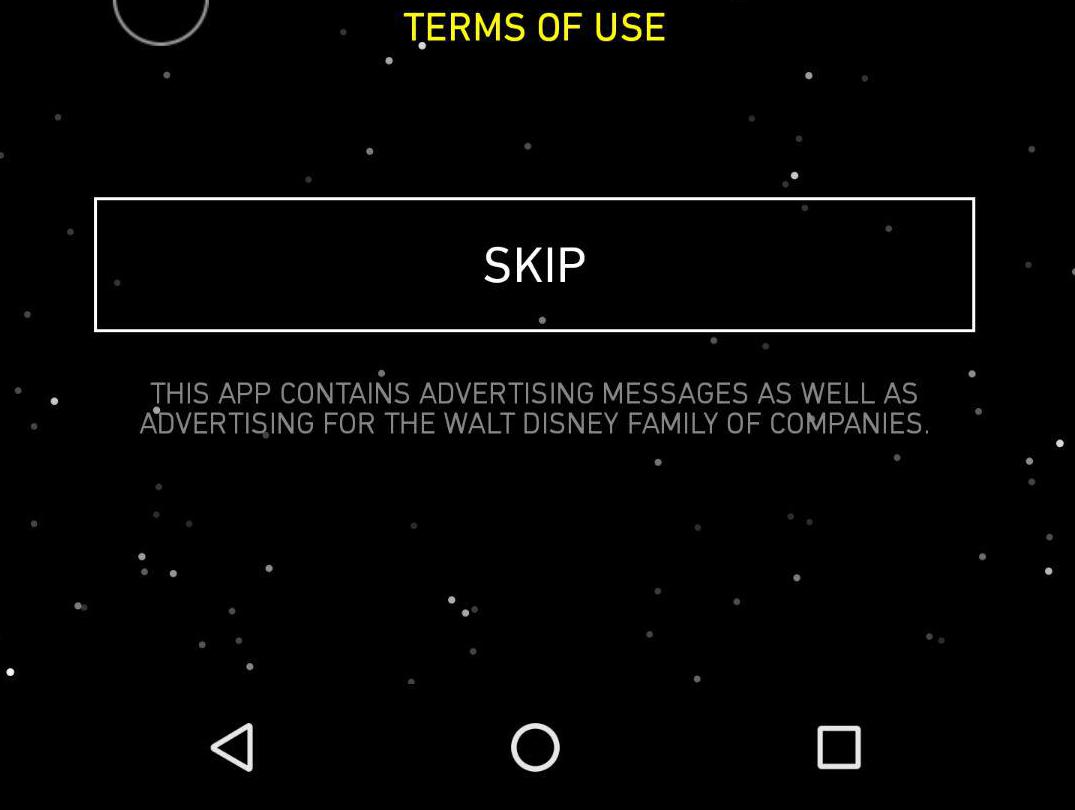 TERMS OF USE
SKIP
THIS APP CONTAINS ADVERTISING MESSAGES AS WELL AS
ADVERTISING FOR THE WALT DISNEY FAMILY OF COMPANIES.